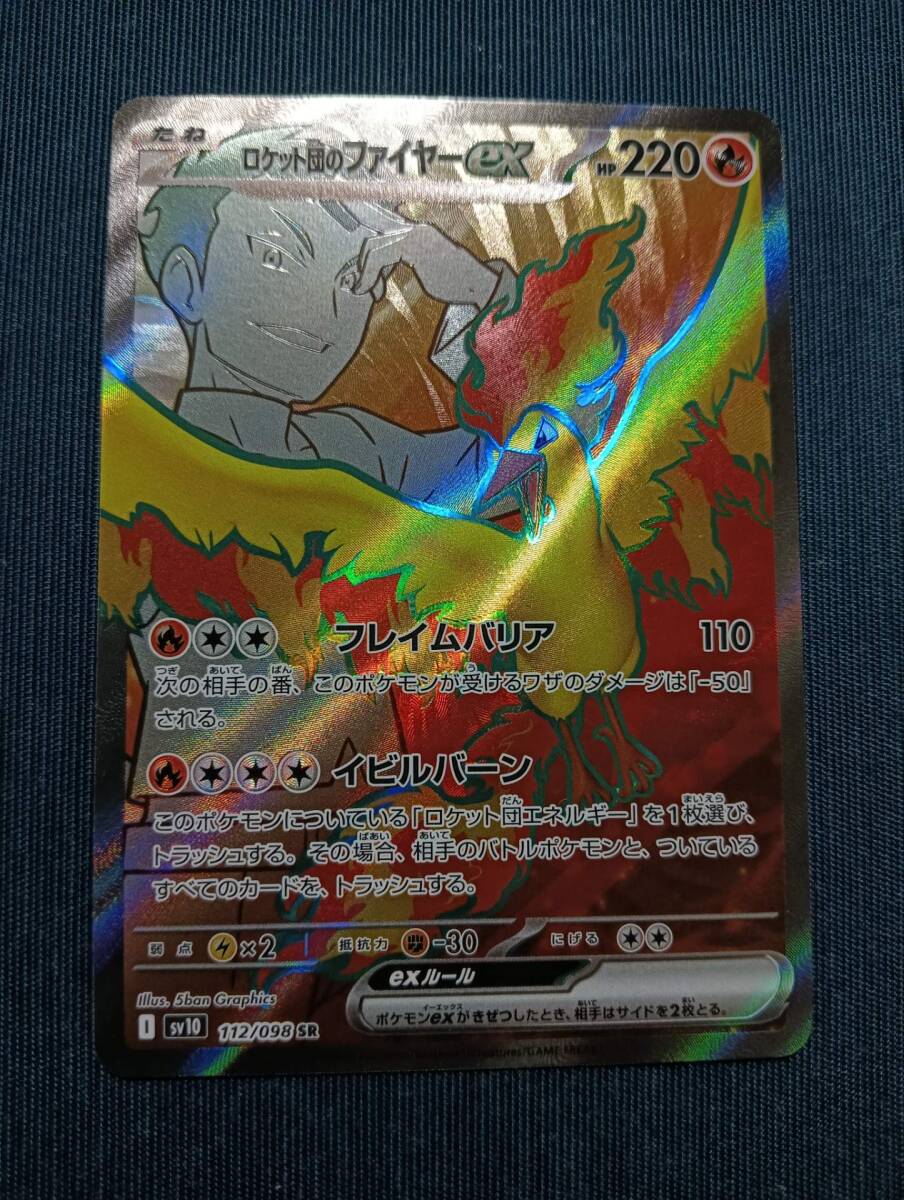 たね
ロケット団のファイヤーex HP220
フレイムバリア 110
次の相手の番、このポケモンが受けるワザのダメージは「-50」
される。
イビルバーン
このポケモンについている「ロケット団エネルギー」を1枚選び、
トラッシュする。その場合、相手のバトルポケモンと、ついている
すべてのカードを、トラッシュする。
弱点 ×2 抵抗力 -30 にげる
exルール
ポケモンexがきぜつしたとき、相手はサイドを2枚とる。
Illus. 5ban Graphics
I sv10 112/098 SR